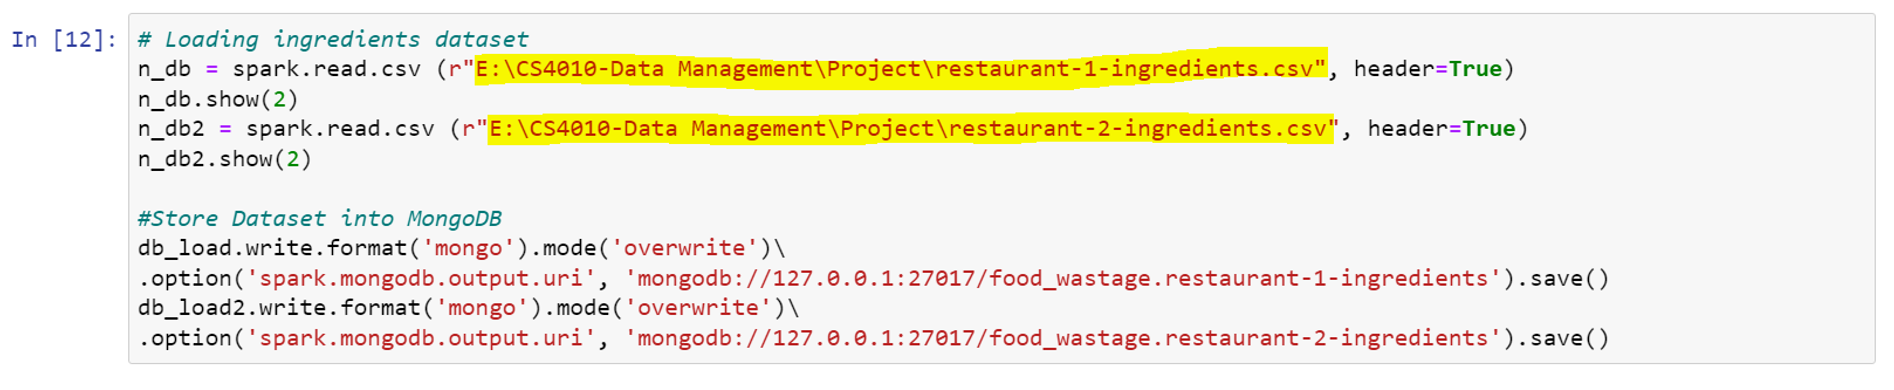 In [12]: # Loading ingredients dataset
n_db = spark.read.csv (r"E:\CS4010-Data Management\Project\restaurant-1-ingredients.csv", header=True)
n_db.show(2)
n_db2 = spark.read.csv (r"E:\CS4010-Data Management\Project\restaurant-2-ingredients.csv", header=True)
n_db2.show(2)
#Store Dataset into MongoDB
db_load.write.format('mongo').mode('overwrite')\
.option('spark.mongodb.output.uri', 'mongodb://127.0.0.1:27017/food_wastage.restaurant-1-ingredients').save()
db_load2.write.format('mongo').mode('overwrite')\
.option('spark.mongodb.output.uri', 'mongodb://127.0.0.1:27017/food_wastage.restaurant-2-ingredients').save()